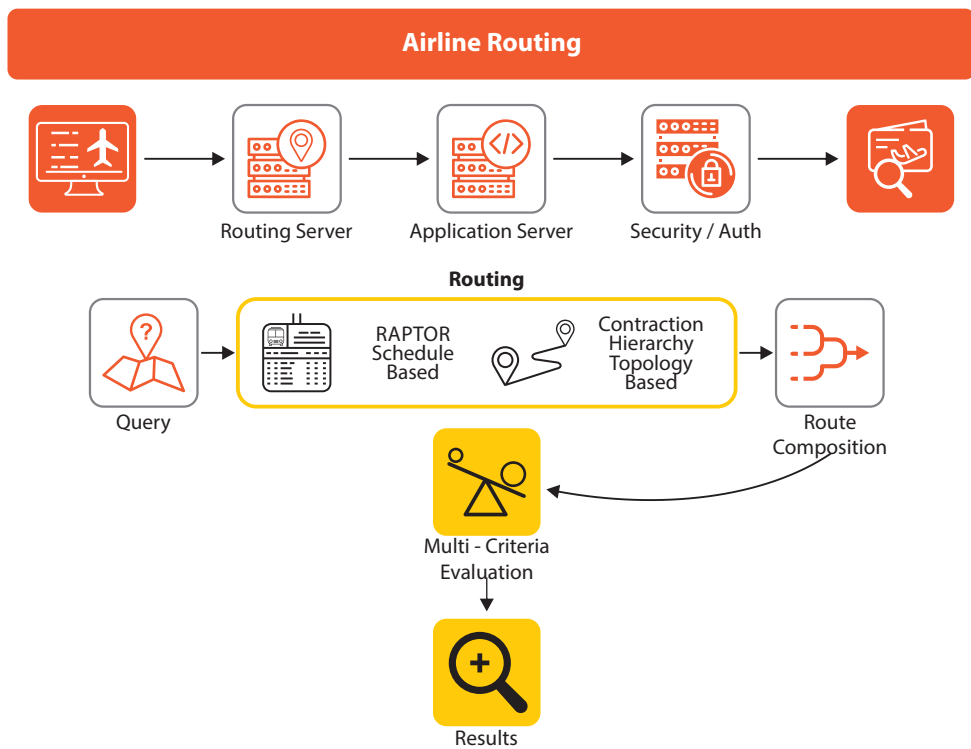 Airline Routing
</>
Routing Server
Application Server
Security / Auth
Routing
?
RAPTOR
Schedule
Based
Contraction
Hierarchy
Topology
Based
Query
Route
Composition
Multi - Criteria
Evaluation
Results